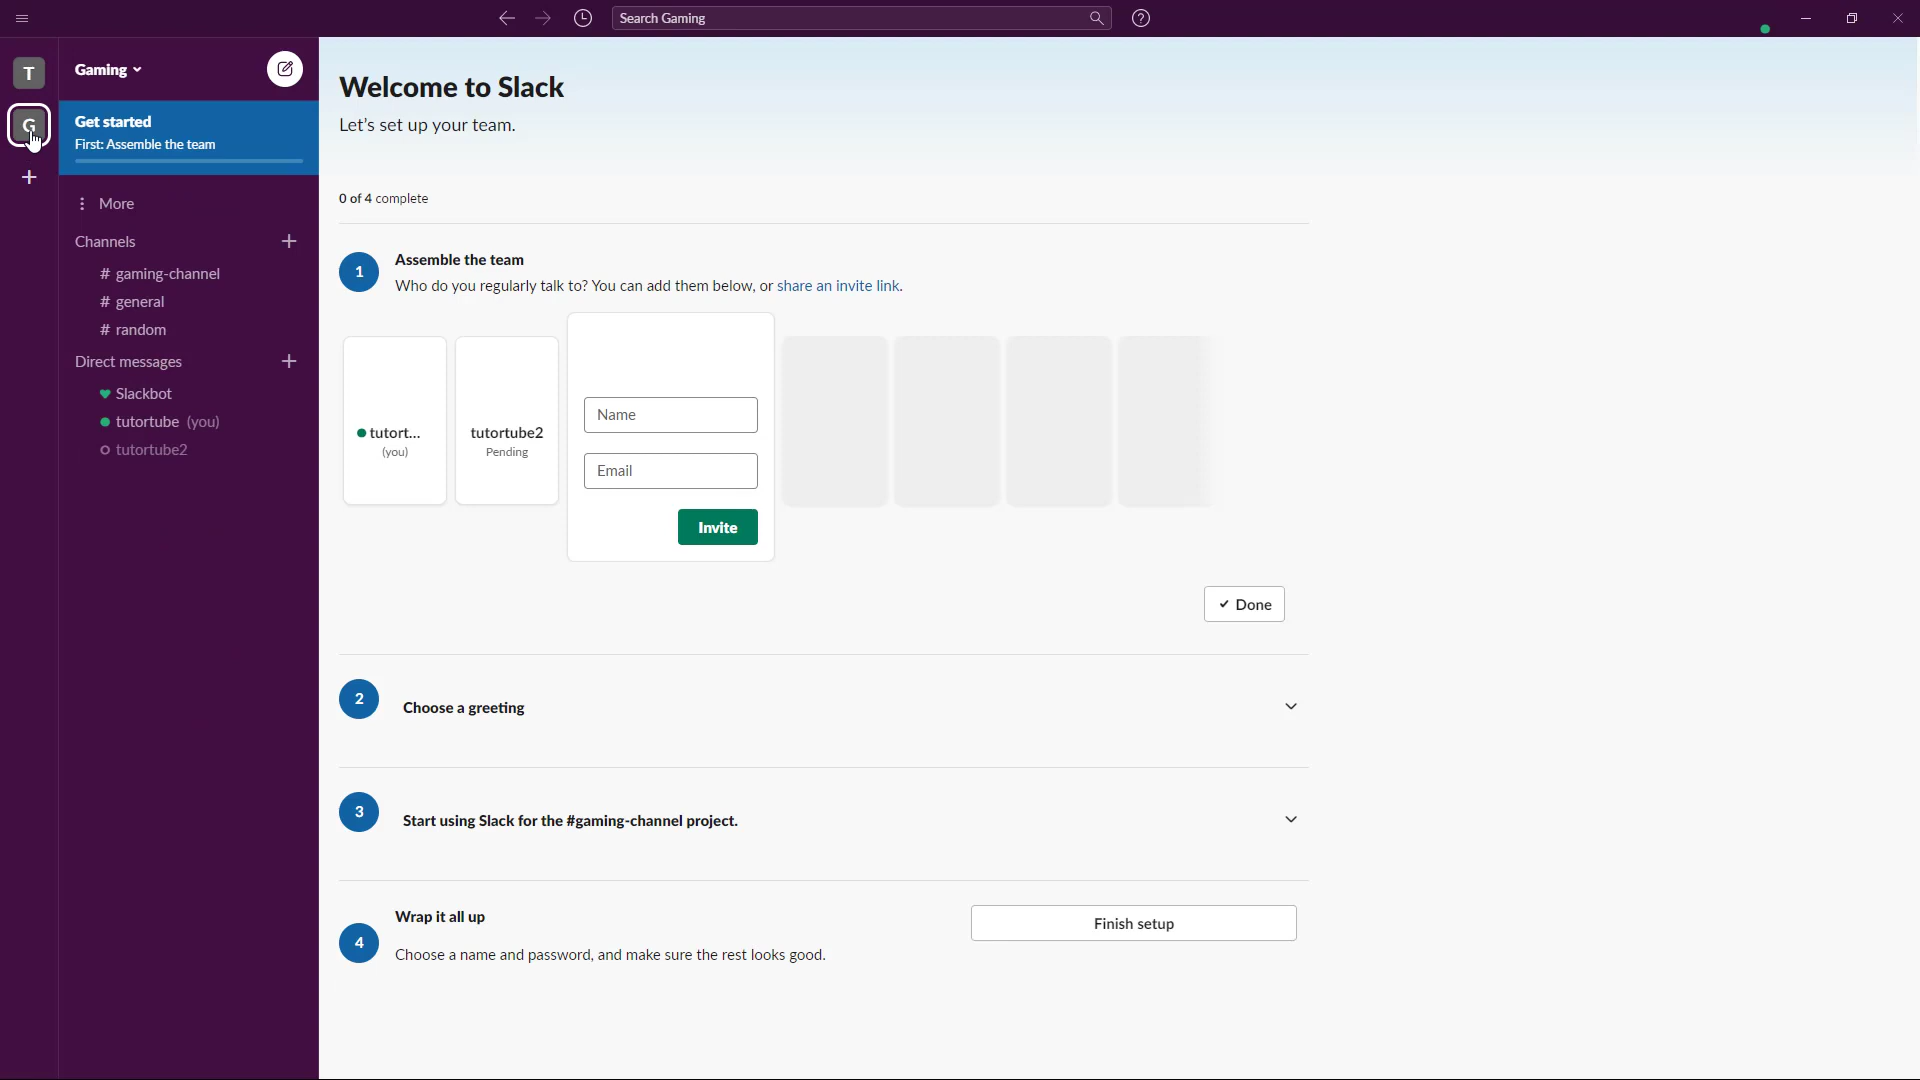 Search Gaming
T
G
Gaming
Get started
First: Assemble the team
More
Channels
# gaming-channel
# general
# random
Direct messages
Slackbot
tutortube (you)
tutortube2
Welcome to Slack
Let's set up your team.
0 of 4 complete
1
Assemble the team
Who do you regularly talk to? You can add them below, or share an invite link.
tutort...
(you)
tutortube2
Pending
Name
Email
Invite
✓ Done
2
Choose a greeting
3
Start using Slack for the #gaming-channel project.
4
Wrap it all up
Choose a name and password, and make sure the rest looks good.
Finish setup